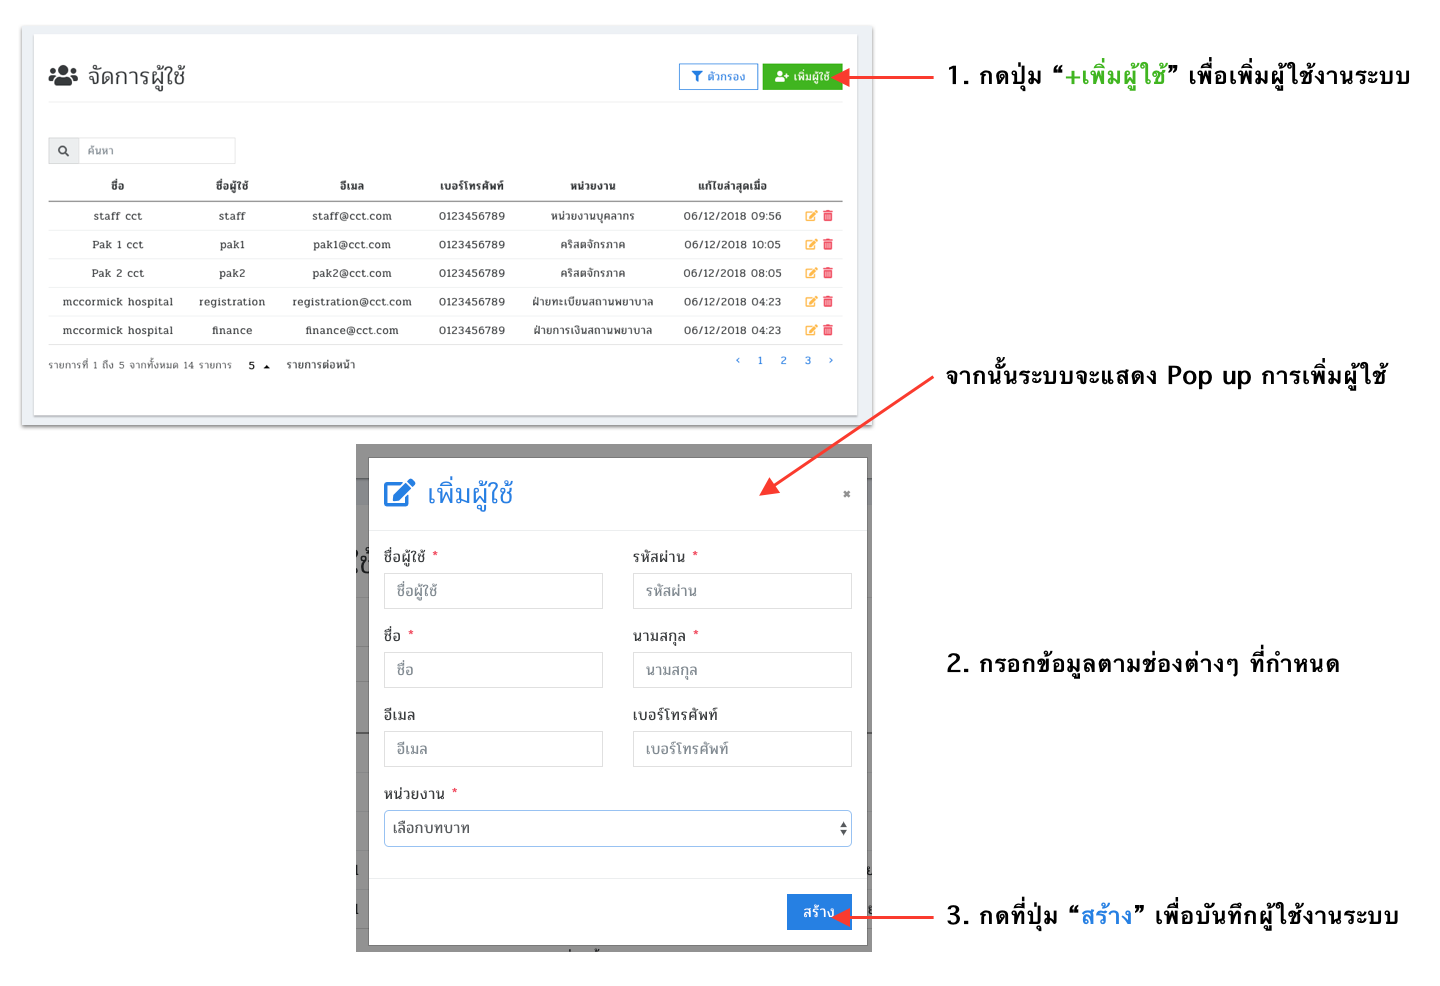 จัดการผู้ใช้
ตัวกรอง
เพิ่มผู้ใช้
1. กดปุ่ม “+เพิ่มผู้ใช้” เพื่อเพิ่มผู้ใช้งานระบบ
ค้นหา
ชื่อ ชื่อผู้ใช้ อีเมล เบอร์โทรศัพท์ หน่วยงาน แก้ไขล่าสุดเมื่อ
staff cct staff staff@cct.com 0123456789 หน่วยงานบุคลากร 06/12/2018 09:56
Pak 1 cct pak1 pak1@cct.com 0123456789 คริสตจักรภาค 06/12/2018 10:05
Pak 2 cct pak2 pak2@cct.com 0123456789 คริสตจักรภาค 06/12/2018 08:05
mccormick hospital registration registration@cct.com 0123456789 ฝ่ายทะเบียนสถานพยาบาล 06/12/2018 04:23
mccormick hospital finance finance@cct.com 0123456789 ฝ่ายการเงินสถานพยาบาล 06/12/2018 04:23
รายการที่ 1 ถึง 5 จากทั้งหมด 14 รายการ 5 รายการต่อหน้า ‹ 1 2 3 ›
จากนั้นระบบจะแสดง Pop up การเพิ่มผู้ใช้
เพิ่มผู้ใช้ ×
ชื่อผู้ใช้ * รหัสผ่าน *
ชื่อผู้ใช้ รหัสผ่าน
ชื่อ * นามสกุล *
ชื่อ นามสกุล
2. กรอกข้อมูลตามช่องต่างๆ ที่กำหนด
อีเมล เบอร์โทรศัพท์
อีเมล เบอร์โทรศัพท์
หน่วยงาน *
เลือกบทบาท
สร้าง
3. กดที่ปุ่ม “สร้าง” เพื่อบันทึกผู้ใช้งานระบบ